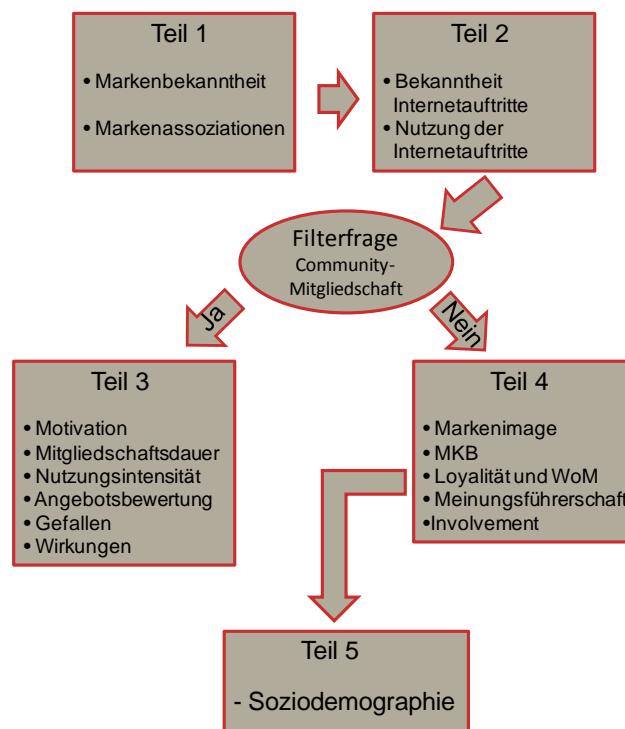 Teil 1
• Markenbekanntheit
• Markenassoziationen
Teil 2
• Bekanntheit
Internetauftritte
• Nutzung der
Internetauftritte
Filterfrage
Community-
Mitgliedschaft
Ja
Nein
Teil 3
• Motivation
• Mitgliedschaftsdauer
• Nutzungsintensität
• Angebotsbewertung
• Gefallen
• Wirkungen
Teil 4
• Markenimage
• MKB
• Loyalität und WoM
• Meinungsführerschaft
•Involvement
Teil 5
- Soziodemographie